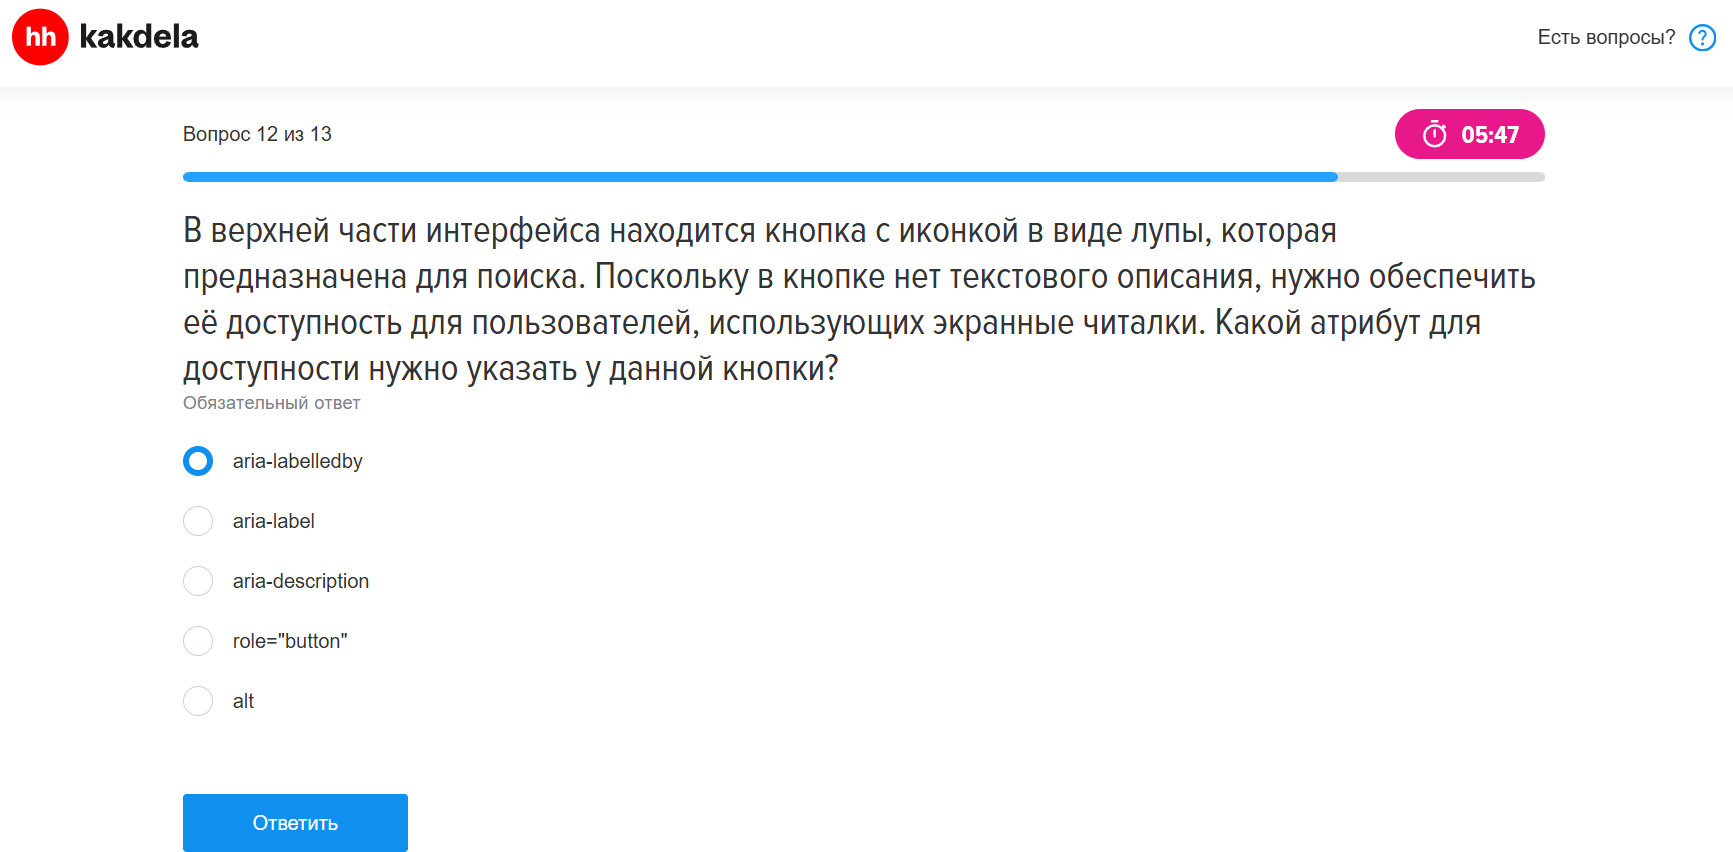 hh kakdela
Есть вопросы? ?
Вопрос 12 из 13
05:47
В верхней части интерфейса находится кнопка с иконкой в виде лупы, которая
предназначена для поиска. Поскольку в кнопке нет текстового описания, нужно обеспечить
её доступность для пользователей, использующих экранные читалки. Какой атрибут для
доступности нужно указать у данной кнопки?
Обязательный ответ
aria-labelledby
aria-label
aria-description
role="button"
alt
Ответить